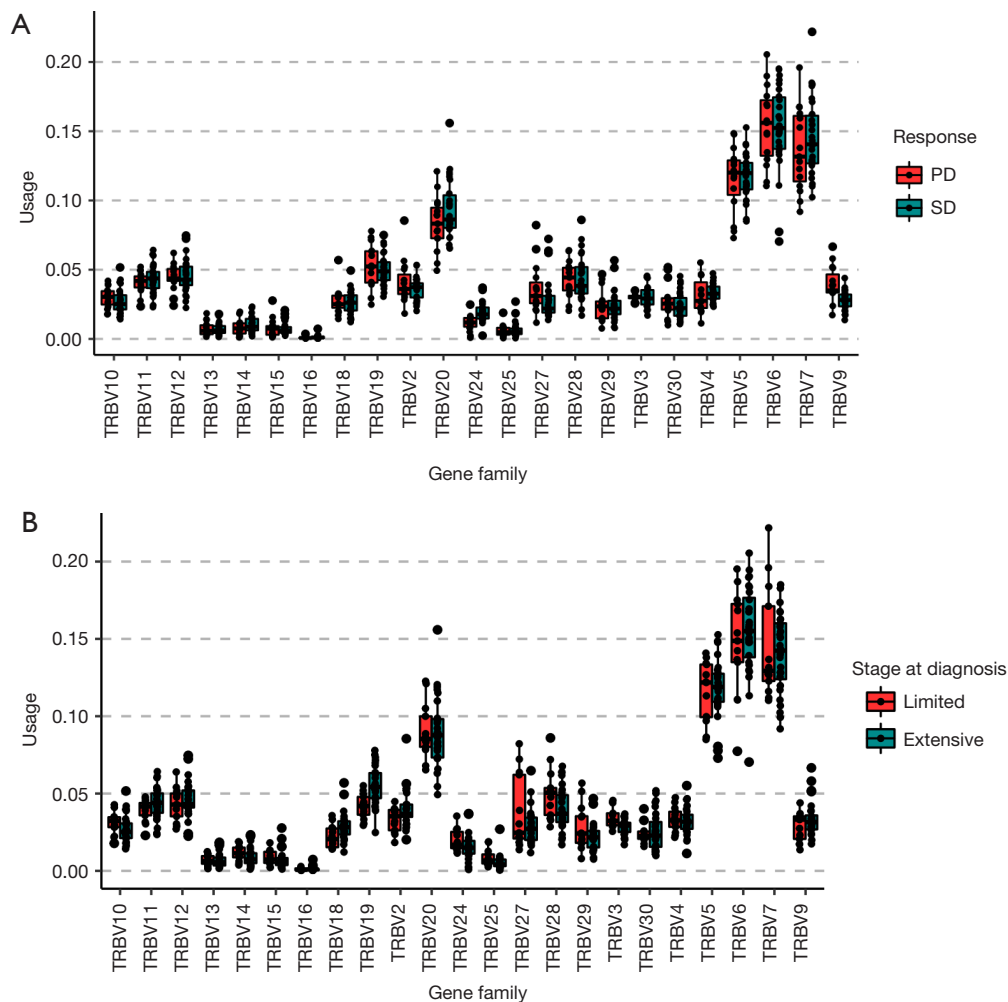 A
Usage
0.20
0.15
0.10
0.05
0.00
TRBV10
TRBV11
TRBV12
TRBV13
TRBV14
TRBV15
TRBV16
TRBV18
TRBV19
TRBV2
TRBV20
TRBV24
TRBV25
TRBV27
TRBV28
TRBV29
TRBV3
TRBV30
TRBV4
TRBV5
TRBV6
TRBV7
TRBV9
Gene family
Response
PD
SD
B
Usage
0.20
0.15
0.10
0.05
0.00
TRBV10
TRBV11
TRBV12
TRBV13
TRBV14
TRBV15
TRBV16
TRBV18
TRBV19
TRBV2
TRBV20
TRBV24
TRBV25
TRBV27
TRBV28
TRBV29
TRBV3
TRBV30
TRBV4
TRBV5
TRBV6
TRBV7
TRBV9
Gene family
Stage at diagnosis
Limited
Extensive